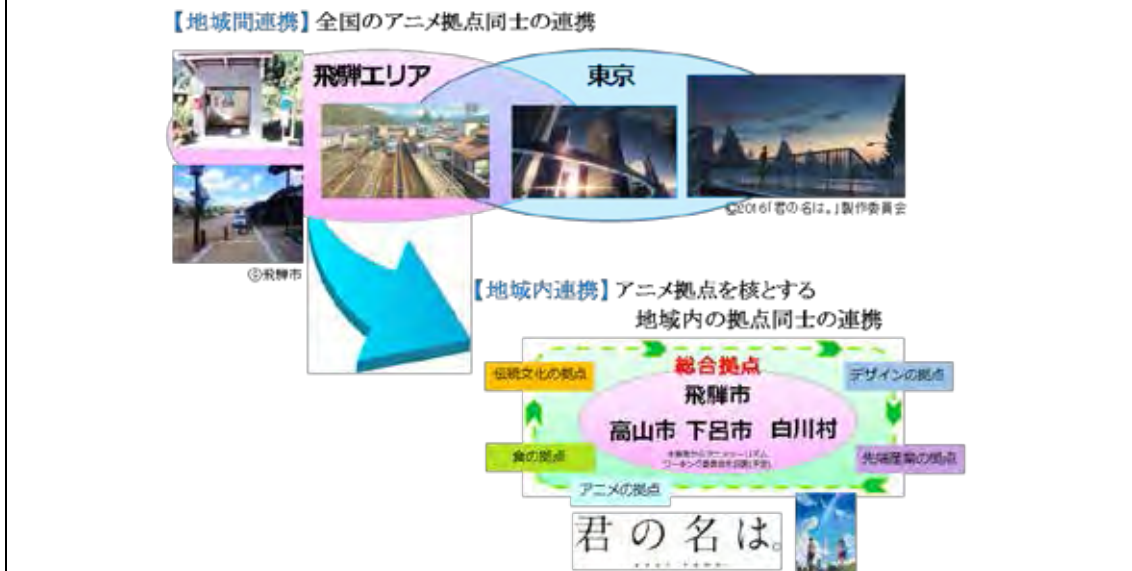 【地域間連携】全国のアニメ拠点同士の連携
飛騨エリア
東京
©2016「君の名は。」製作委員会
©飛騨市
【地域内連携】アニメ拠点を核とする
地域内の拠点同士の連携
総合拠点
伝統文化の拠点
デザインの拠点
飛騨市
高山市 下呂市 白川村
食の拠点
先端産業の拠点
アニメの拠点
君の名は。